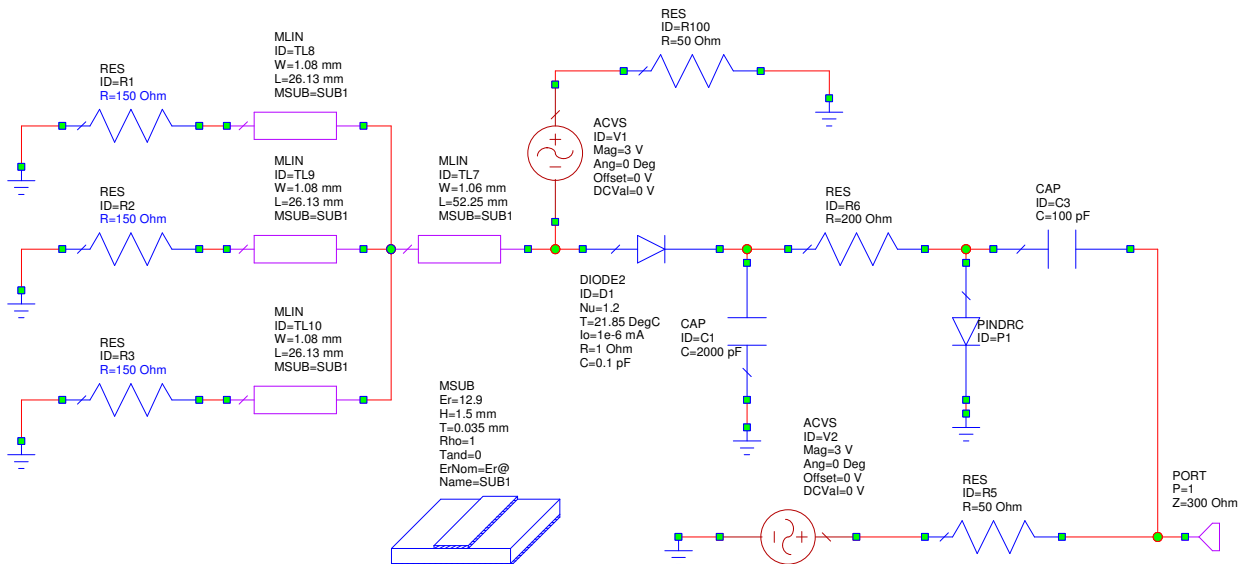 RES
ID=R100
R=50 Ohm
MLIN
ID=TL8
W=1.08 mm
L=26.13 mm
MSUB=SUB1
RES
ID=R1
R=150 Ohm
ACVS
ID=V1
Mag=3 V
Ang=0 Deg
Offset=0 V
DCVal=0 V
MLIN
ID=TL9
W=1.08 mm
L=26.13 mm
MSUB=SUB1
MLIN
ID=TL7
W=1.06 mm
L=52.25 mm
MSUB=SUB1
RES
ID=R2
R=150 Ohm
RES
ID=R6
R=200 Ohm
CAP
ID=C3
C=100 pF
DIODE2
ID=D1
Nu=1.2
T=21.85 DegC
Io=1e-6 mA
R=1 Ohm
C=0.1 pF
CAP
ID=C1
C=2000 pF
PINDRC
ID=P1
MLIN
ID=TL10
W=1.08 mm
L=26.13 mm
MSUB=SUB1
RES
ID=R3
R=150 Ohm
MSUB
Er=12.9
H=1.5 mm
T=0.035 mm
Rho=1
Tand=0
ErNom=Er@
Name=SUB1
ACVS
ID=V2
Mag=3 V
Ang=0 Deg
Offset=0 V
DCVal=0 V
RES
ID=R5
R=50 Ohm
PORT
P=1
Z=300 Ohm